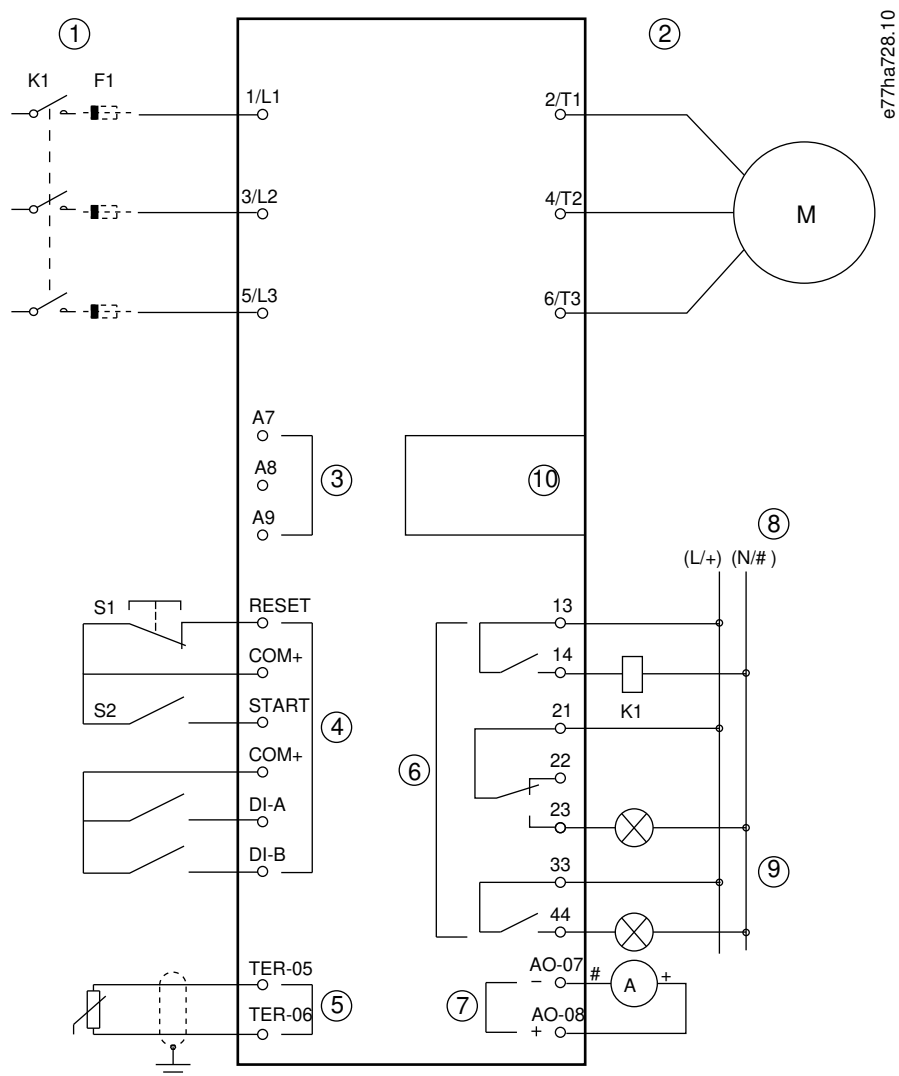 1
2
e77ha728.10
K1 F1
1/L1
2/T1
3/L2
4/T2
M
5/L3
6/T3
A7
A8
3
10
A9
8
(L/+) (N/# )
S1
RESET
13
COM+
14
S2
START
K1
4
21
COM+
6
22
DI-A
23
DI-B
33
9
44
TER-05
AO-07
−
#
A
+
5
7
TER-06
AO-08
+